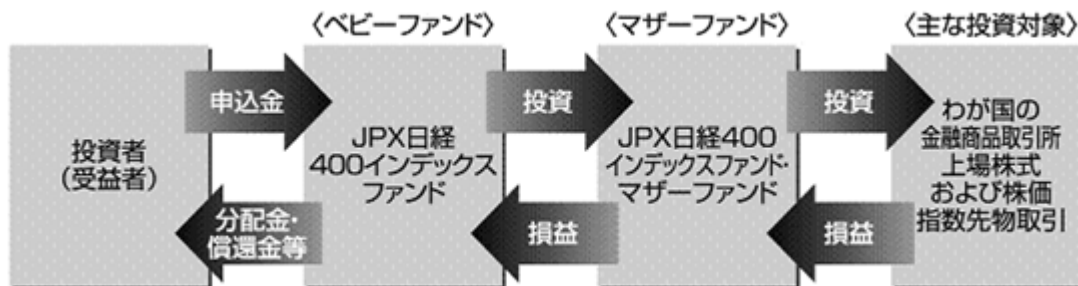 〈ベビーファンド〉
〈マザーファンド〉
〈主な投資対象〉
申込金
投資
投資
投資者
(受益者)
JPX日経
400インデックス
ファンド
JPX日経400
インデックスファンド・
マザーファンド
わが国の
金融商品取引所
上場株式
および株価
指数先物取引
分配金・
償還金等
損益
損益